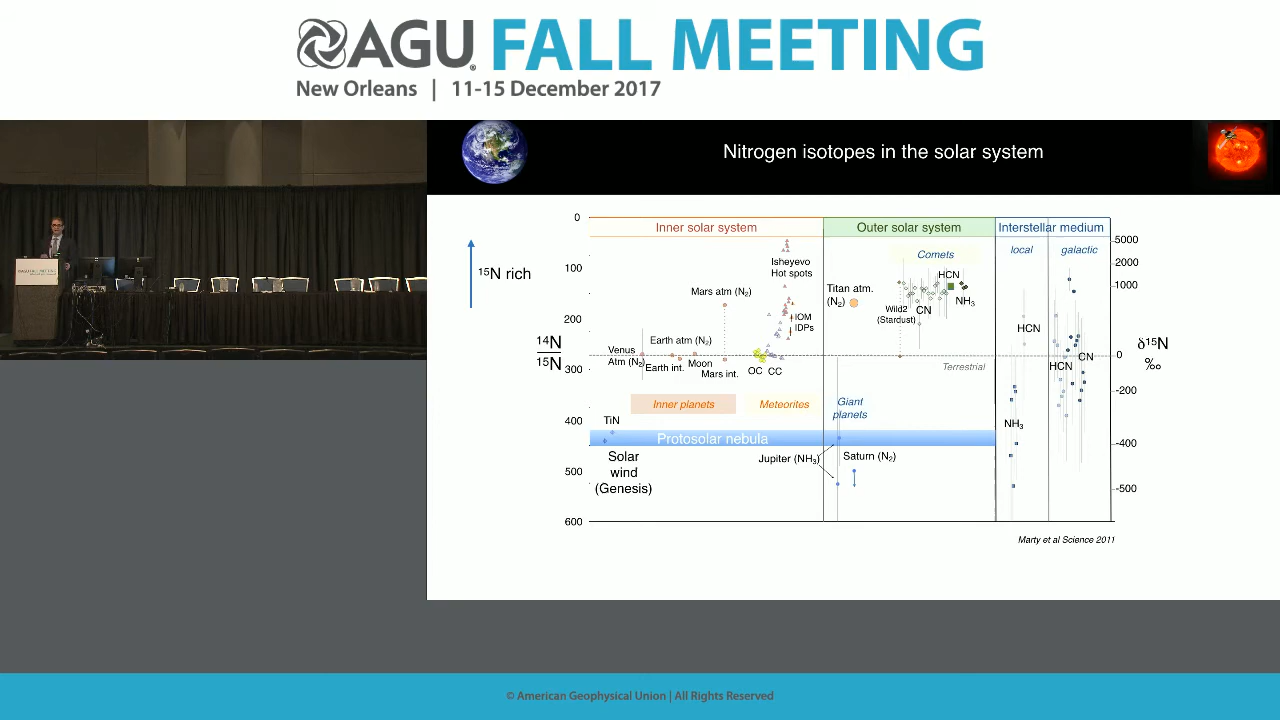 AGU FALL MEETING
New Orleans | 11-15 December 2017
AGU FALL MEETING
Nitrogen isotopes in the solar system
Inner solar system
Outer solar system
Interstellar medium
local
galactic
¹⁵N rich
¹⁴N
¹⁵N
0
100
200
300
400
500
600
5000
2000
1000
0
-200
-400
-500
δ¹⁵N
‰
Isheyevo
Hot spots
Mars atm (N₂)
IOM
IDPs
Earth atm (N₂)
Venus
Atm (N₂)
Earth int.
Moon
Mars int.
OC
CC
Inner planets
Meteorites
TiN
Protosolar nebula
Solar
wind
(Genesis)
Comets
HCN
Titan atm.
(N₂)
Wild2
(Stardust)
CN
NH₃
Terrestrial
Giant
planets
Jupiter (NH₃)
Saturn (N₂)
HCN
NH₃
HCN
CN
Marty et al Science 2011
© American Geophysical Union | All Rights Reserved